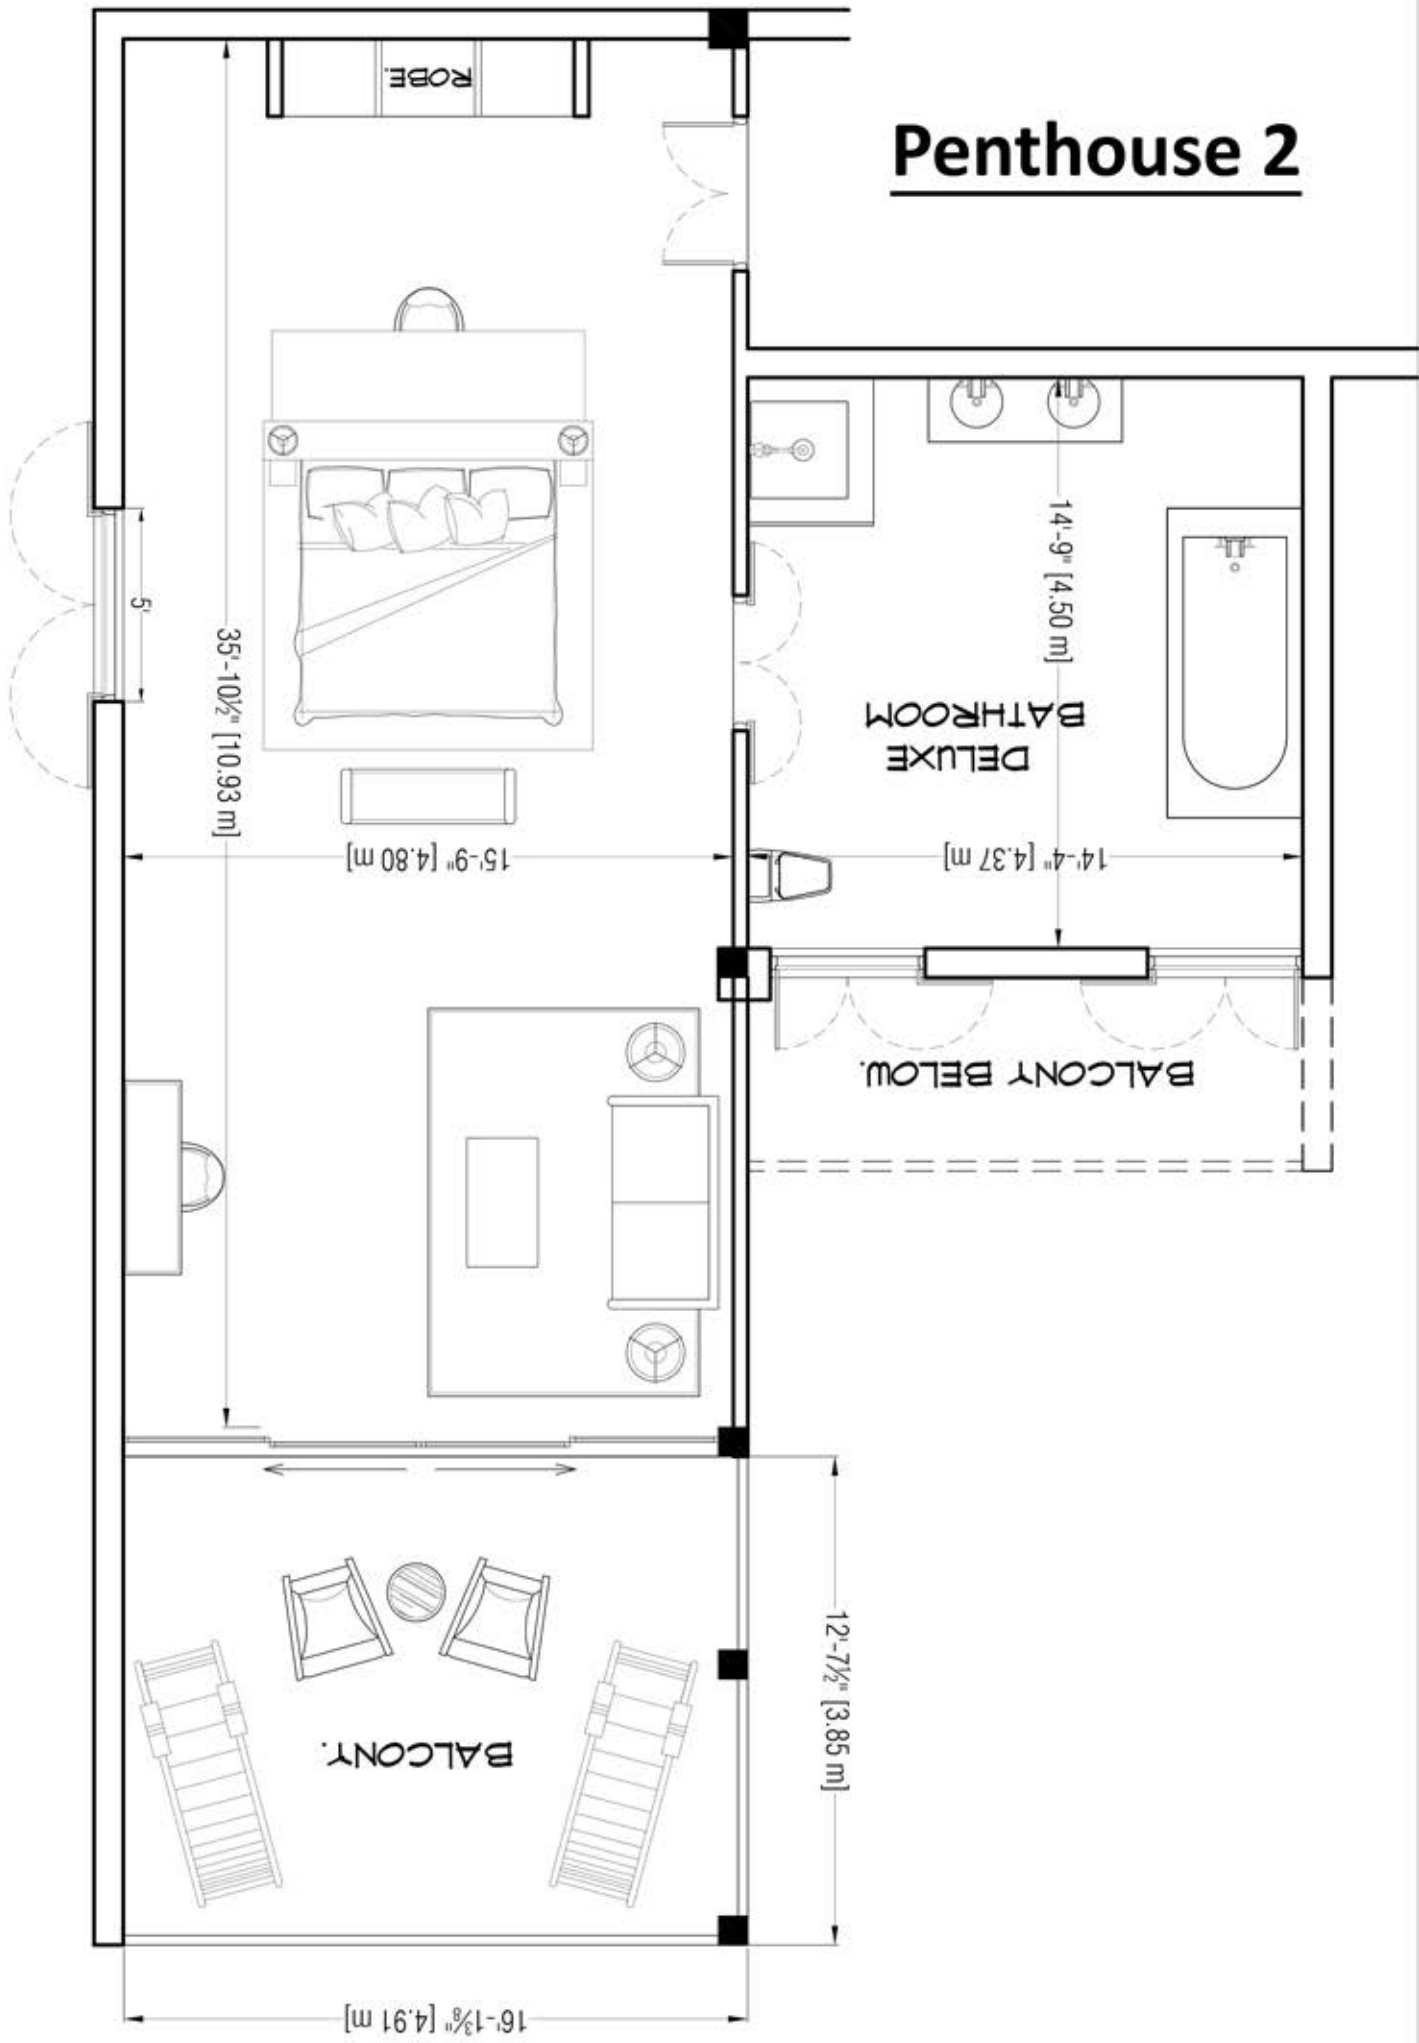 Penthouse 2
ROBE.
5'
35'-10½" [10.93 m]
15'-9" [4.80 m]
14'-9" [4.50 m]
DELUXE
BATHROOM
14'-4" [4.37 m]
BALCONY BELOW.
BALCONY.
12'-7½" [3.85 m]
16'-1⅜" [4.91 m]